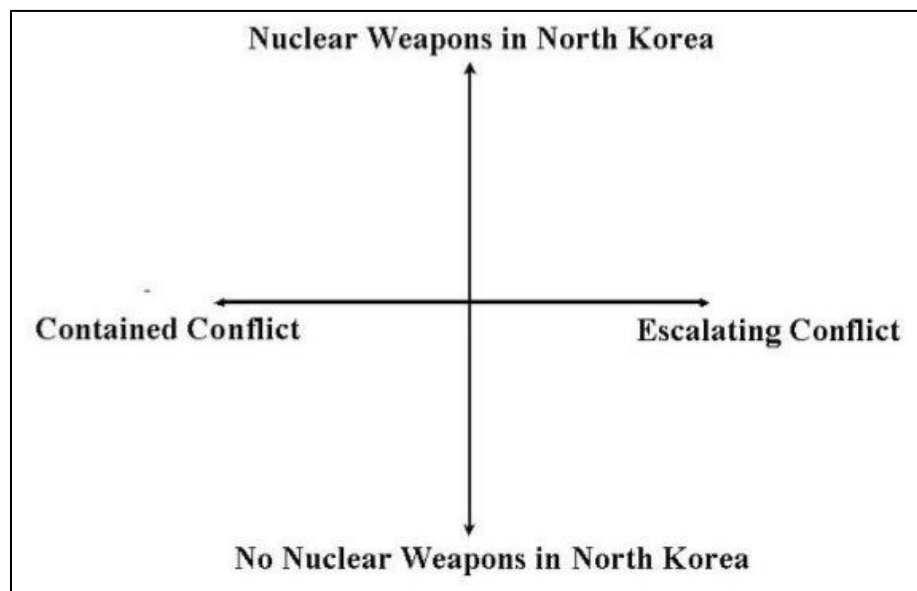 Nuclear Weapons in North Korea
Contained Conflict
Escalating Conflict
No Nuclear Weapons in North Korea